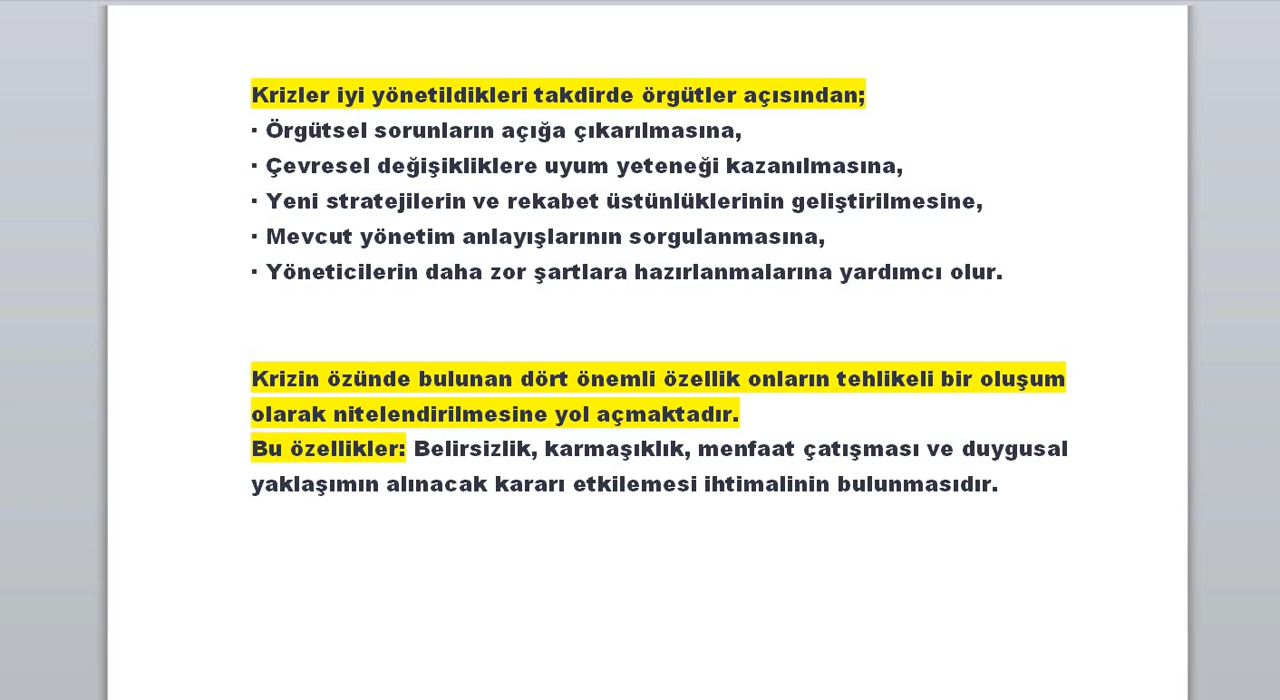 Krizler iyi yönetildikleri takdirde örgütler açısından;
· Örgütsel sorunların açığa çıkarılmasına,
· Çevresel değişikliklere uyum yeteneği kazanılmasına,
· Yeni stratejilerin ve rekabet üstünlüklerinin geliştirilmesine,
· Mevcut yönetim anlayışlarının sorgulanmasına,
· Yöneticilerin daha zor şartlara hazırlanmalarına yardımcı olur.
Krizin özünde bulunan dört önemli özellik onların tehlikeli bir oluşum
olarak nitelendirilmesine yol açmaktadır.
Bu özellikler: Belirsizlik, karmaşıklık, menfaat çatışması ve duygusal
yaklaşımın alınacak kararı etkilemesi ihtimalinin bulunmasıdır.